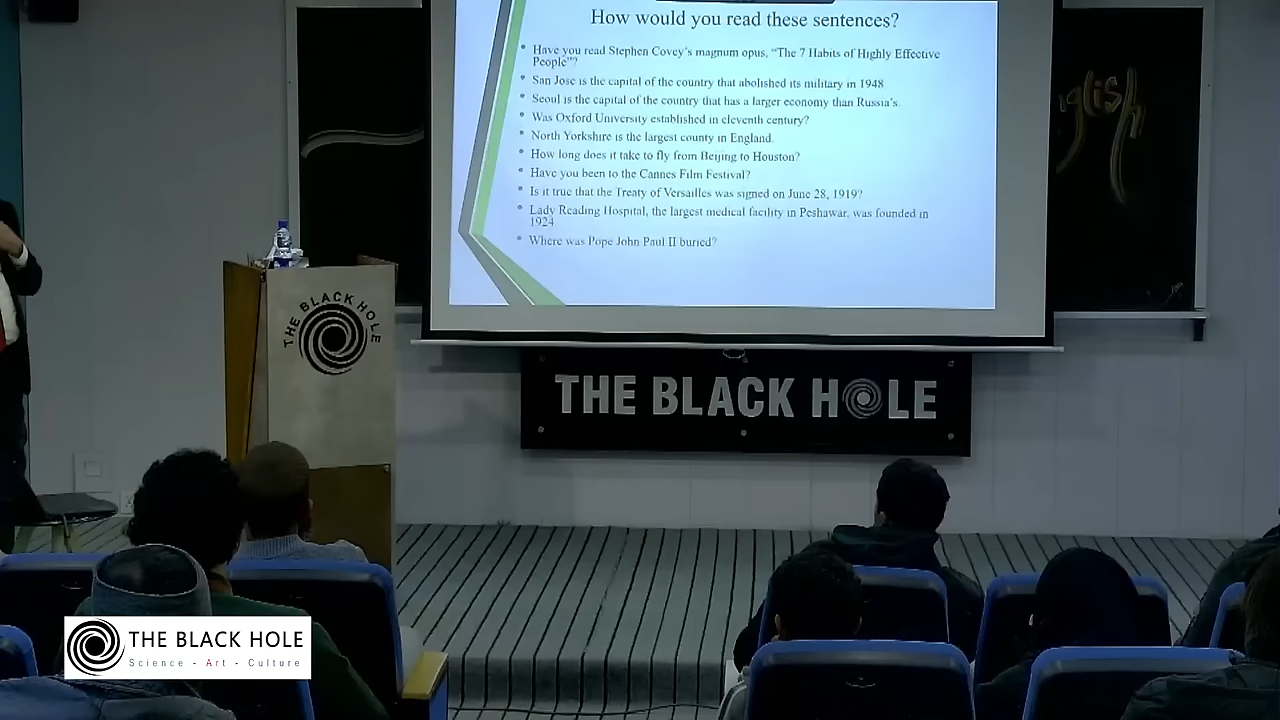 How would you read these sentences?
Have you read Stephen Covey's magnum opus, "The 7 Habits of Highly Effective
People"?
San Jose is the capital of the country that abolished its military in 1948
Seoul is the capital of the country that has a larger economy than Russia's.
Was Oxford University established in eleventh century?
North Yorkshire is the largest county in England.
How long does it take to fly from Beijing to Houston?
Have you been to the Cannes Film Festival?
Is it true that the Treaty of Versailles was signed on June 28, 1919?
Lady Reading Hospital, the largest medical facility in Peshawar, was founded in
1924
Where was Pope John Paul II buried?
glish
THE BLACK HOLE
THE BLACK HOLE
THE BLACK HOLE
Science - Art - Culture